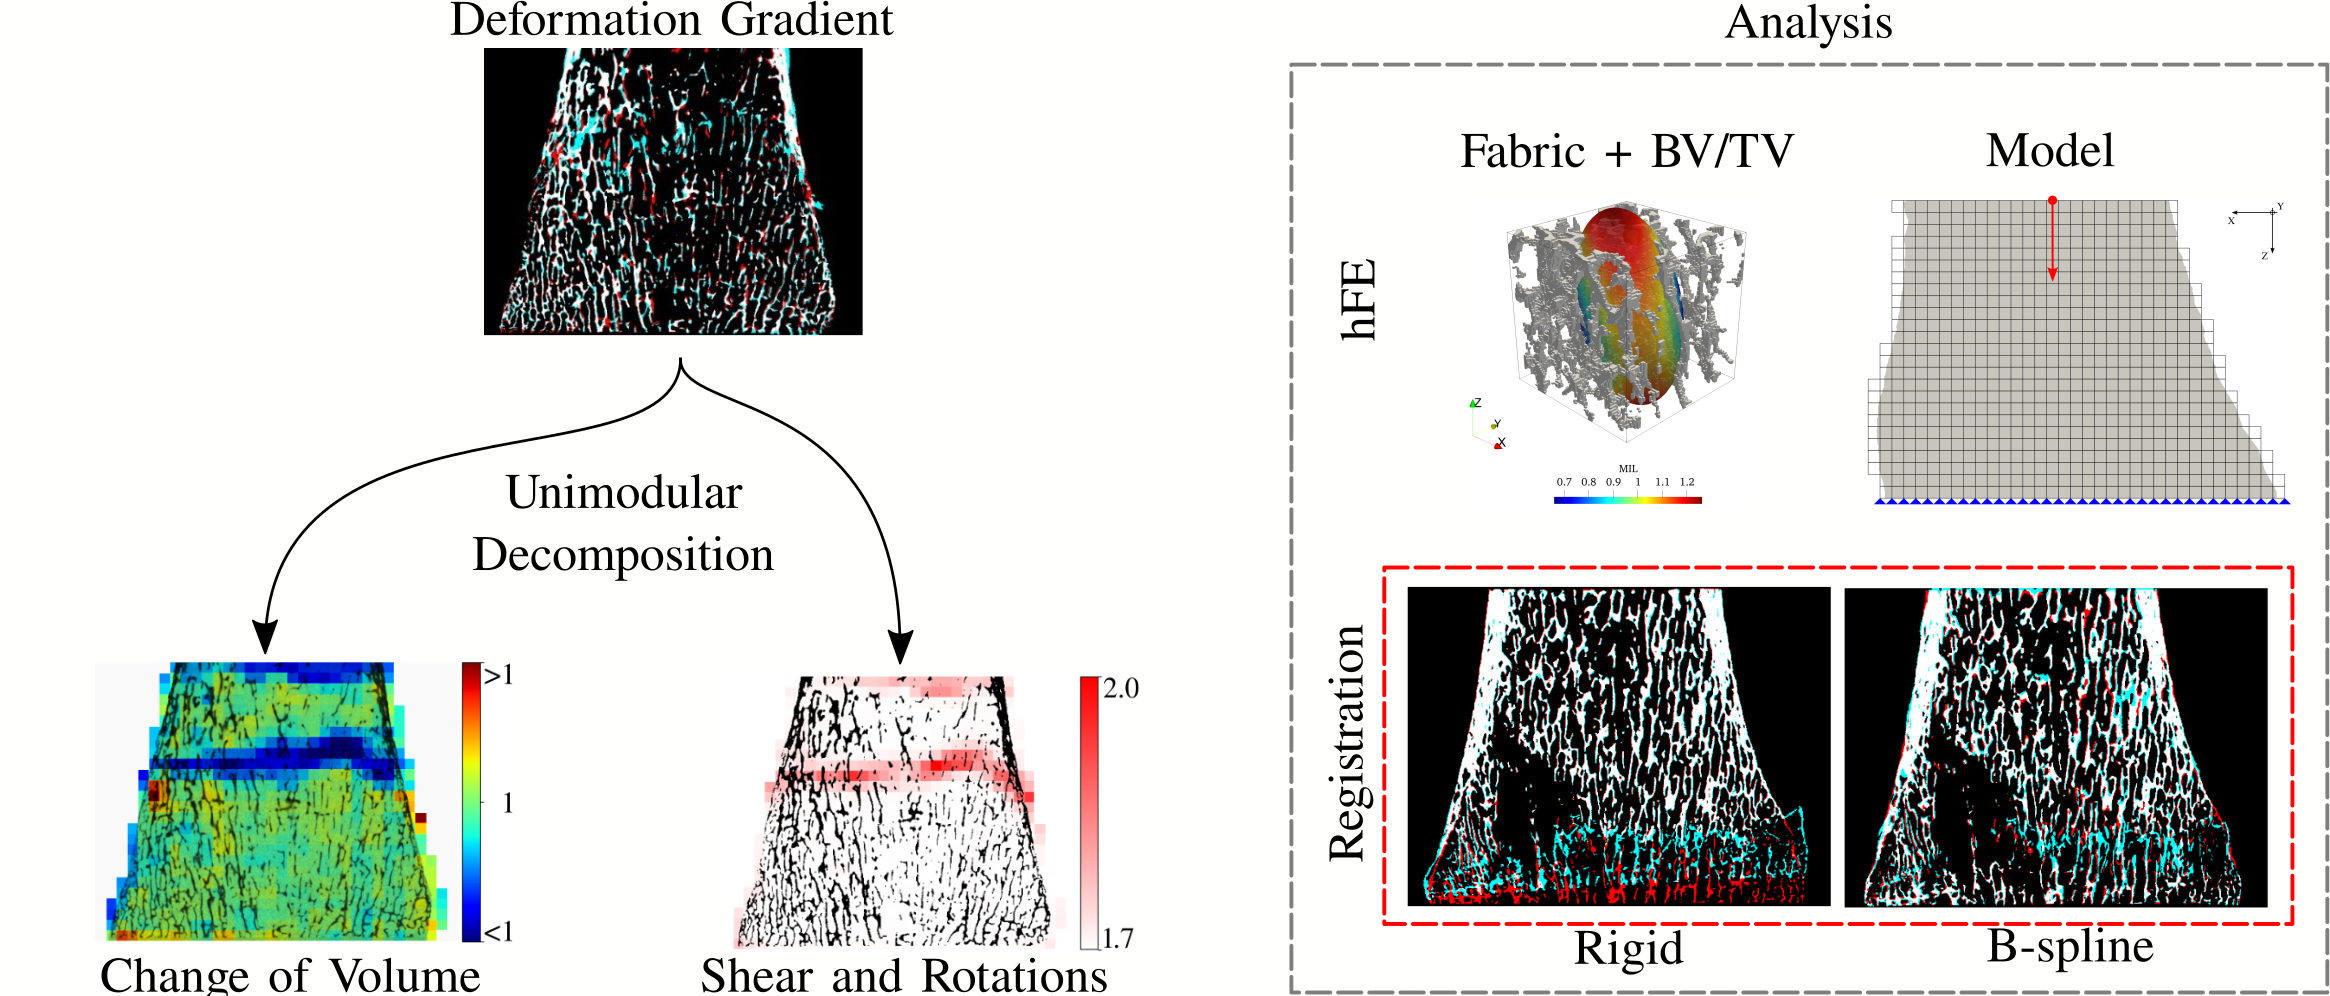 Deformation Gradient
Unimodular
Decomposition
>1
1
<1
Change of Volume
2.0
1.7
Shear and Rotations
Analysis
Fabric + BV/TV
Model
hFE
Z
Y
X
MIL
0.7 0.8 0.9 1 1.1 1.2
Y
X
Z
Registration
Rigid
B-spline